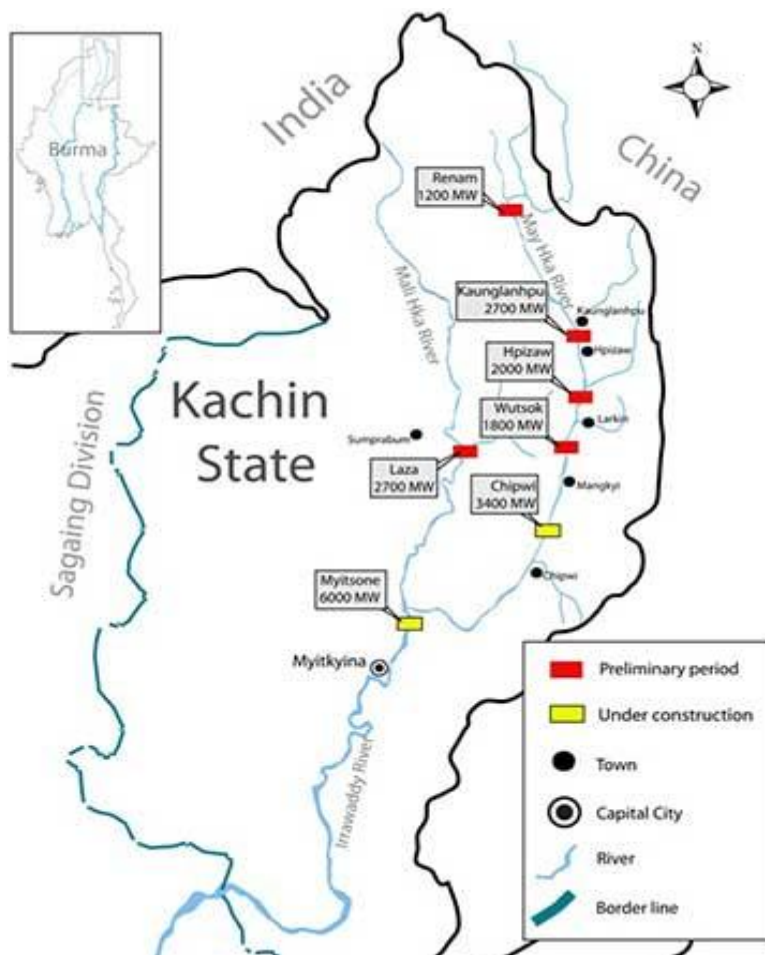 Burma
India
N
China
Renam
1200 MW
May Hka River
Mali Hka River
Kaunglanhpu
2700 MW
Kaunglanhpu
Hpizaw
Hpizaw
2000 MW
Kachin
State
Wutsok
1800 MW
Larkin
Sumprabum
Laza
2700 MW
Chipwi
3400 MW
Mangkyi
Sagaing Division
Chipwi
Myitsone
6000 MW
Myitkyina
Irrawaddy River
Preliminary period
Under construction
Town
Capital City
River
Border line